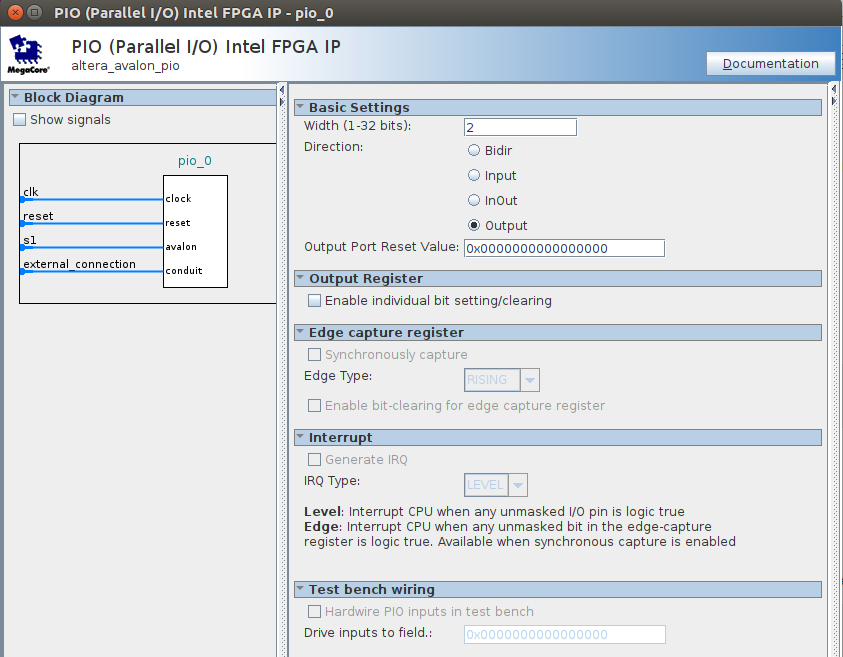 PIO (Parallel I/O) Intel FPGA IP - pio_0
PIO (Parallel I/O) Intel FPGA IP
altera_avalon_pio
MegaCore®
Documentation
Block Diagram
Show signals
pio_0
clk
clock
reset
reset
s1
avalon
external_connection
conduit
Basic Settings
Width (1-32 bits): 2
Direction:
Bidir
Input
InOut
Output
Output Port Reset Value: 0x0000000000000000
Output Register
Enable individual bit setting/clearing
Edge capture register
Synchronously capture
Edge Type: RISING
Enable bit-clearing for edge capture register
Interrupt
Generate IRQ
IRQ Type: LEVEL
Level: Interrupt CPU when any unmasked I/O pin is logic true
Edge: Interrupt CPU when any unmasked bit in the edge-capture
register is logic true. Available when synchronous capture is enabled
Test bench wiring
Hardwire PIO inputs in test bench
Drive inputs to field.: 0x0000000000000000